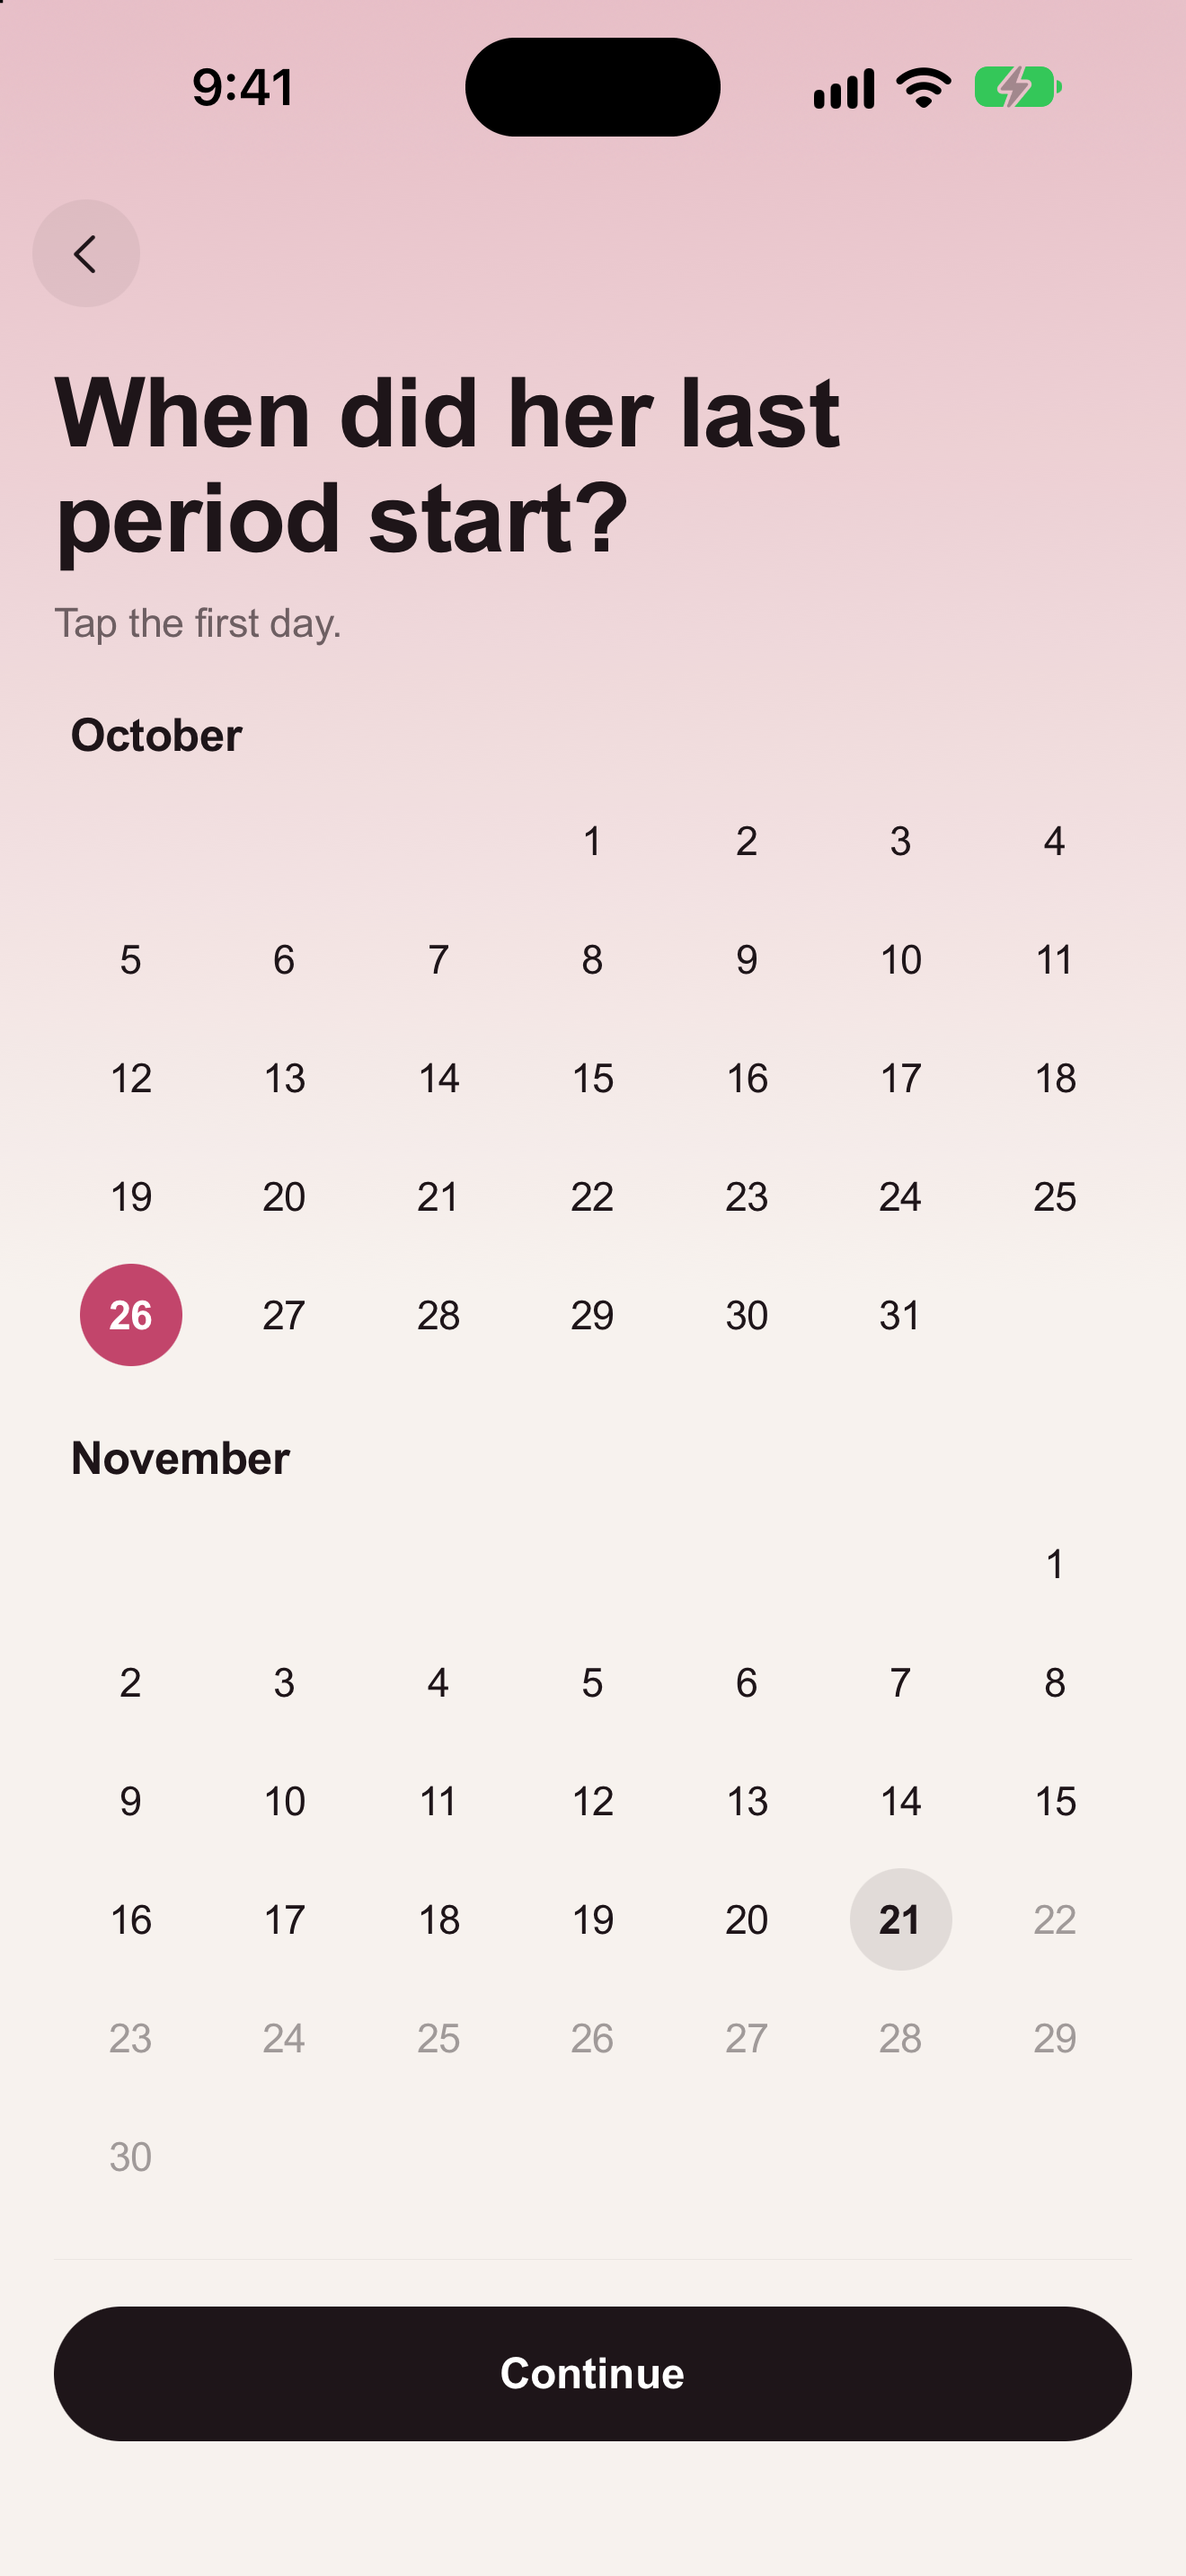 9:41
When did her last
period start?
Tap the first day.
October
1 2 3 4
5 6 7 8 9 10 11
12 13 14 15 16 17 18
19 20 21 22 23 24 25
26 27 28 29 30 31
November
1
2 3 4 5 6 7 8
9 10 11 12 13 14 15
16 17 18 19 20 21 22
23 24 25 26 27 28 29
30
Continue